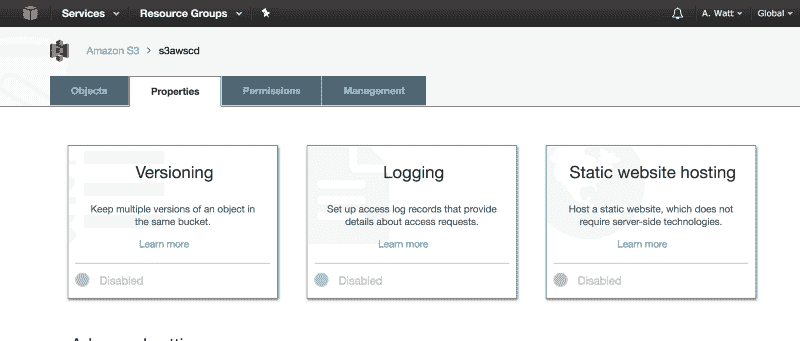 Services Resource Groups A. Watt Global
Amazon S3 > s3awscd
Objects Properties Permissions Management
Versioning
Keep multiple versions of an object in
the same bucket.
Learn more
Disabled
Logging
Set up access log records that provide
details about access requests.
Learn more
Disabled
Static website hosting
Host a static website, which does not
require server-side technologies.
Learn more
Disabled